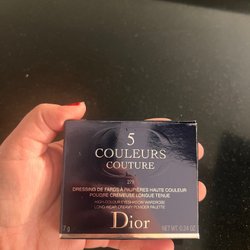 5
COULEURS
COUTURE
DRESSING DE FARDS À PAUPIÈRES HAUTE COULEUR
POUDRE CRÉMEUSE LONGUE TENUE
HIGH-COLOUR EYESHADOW WARDROBE
LONG-WEAR CREAMY POWDER PALETTE
Dior
7 g
NET WT. 0.24 OZ.